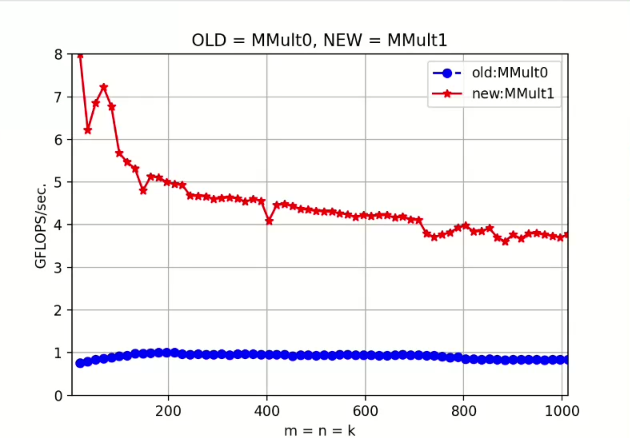 OLD = MMult0, NEW = MMult1
8
7
6
5
4
3
2
1
0
GFLOPS/sec.
old:MMult0
new:MMult1
200 400 600 800 1000
m = n = k